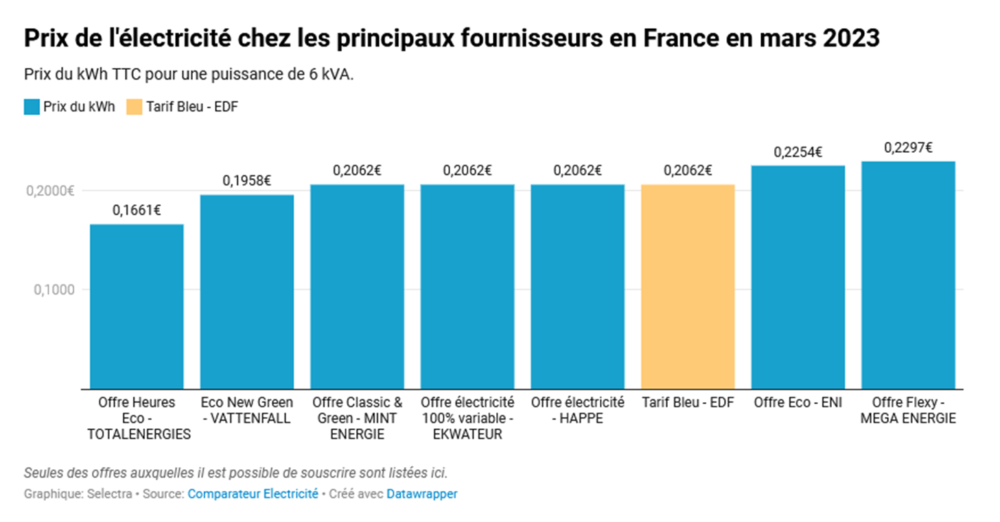 Prix de l'électricité chez les principaux fournisseurs en France en mars 2023
Prix du kWh TTC pour une puissance de 6 kVA.
Prix du kWh
Tarif Bleu - EDF
0,2000€
0,1000
0,1661€
0,1958€
0,2062€
0,2062€
0,2062€
0,2062€
0,2254€
0,2297€
Offre Heures
Eco -
TOTALENERGIES
Eco New Green
- VATTENFALL
Offre Classic &
Green - MINT
ENERGIE
Offre électricité
100% variable -
EKWATEUR
Offre électricité
- HAPPE
Tarif Bleu - EDF
Offre Eco - ENI
Offre Flexy -
MEGA ENERGIE
Seules des offres auxquelles il est possible de souscrire sont listées ici.
Graphique: Selectra • Source: Comparateur Electricité • Créé avec Datawrapper